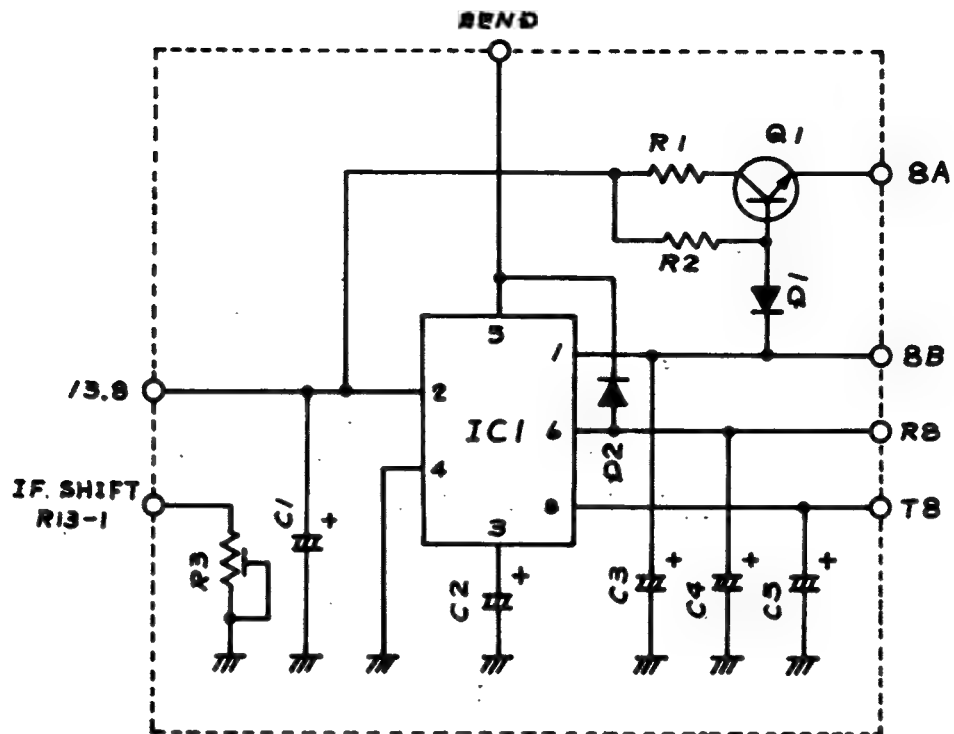 SEND
Q1
R1
8A
R2
D1
5
1
8B
13.8
2
IC1
6
R8
D2
4
IF. SHIFT
R13-1
8
T8
3
C1
+
R3
C2
+
C3
+
C4
+
C5
+